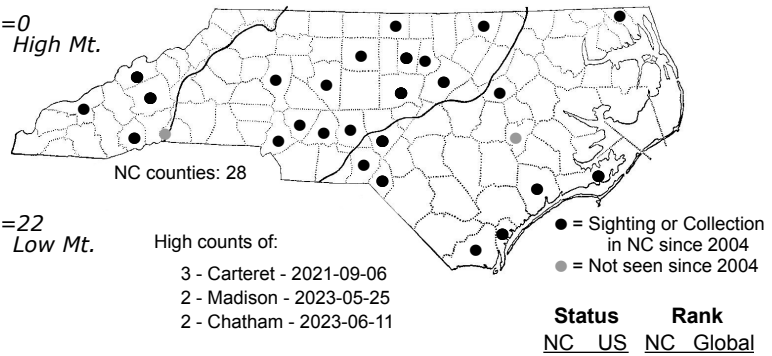 =0
High Mt.
NC counties: 28
=22
Low Mt.
High counts of:
3 - Carteret - 2021-09-06
2 - Madison - 2023-05-25
2 - Chatham - 2023-06-11
● = Sighting or Collection
in NC since 2004
● = Not seen since 2004
Status Rank
NC US NC Global